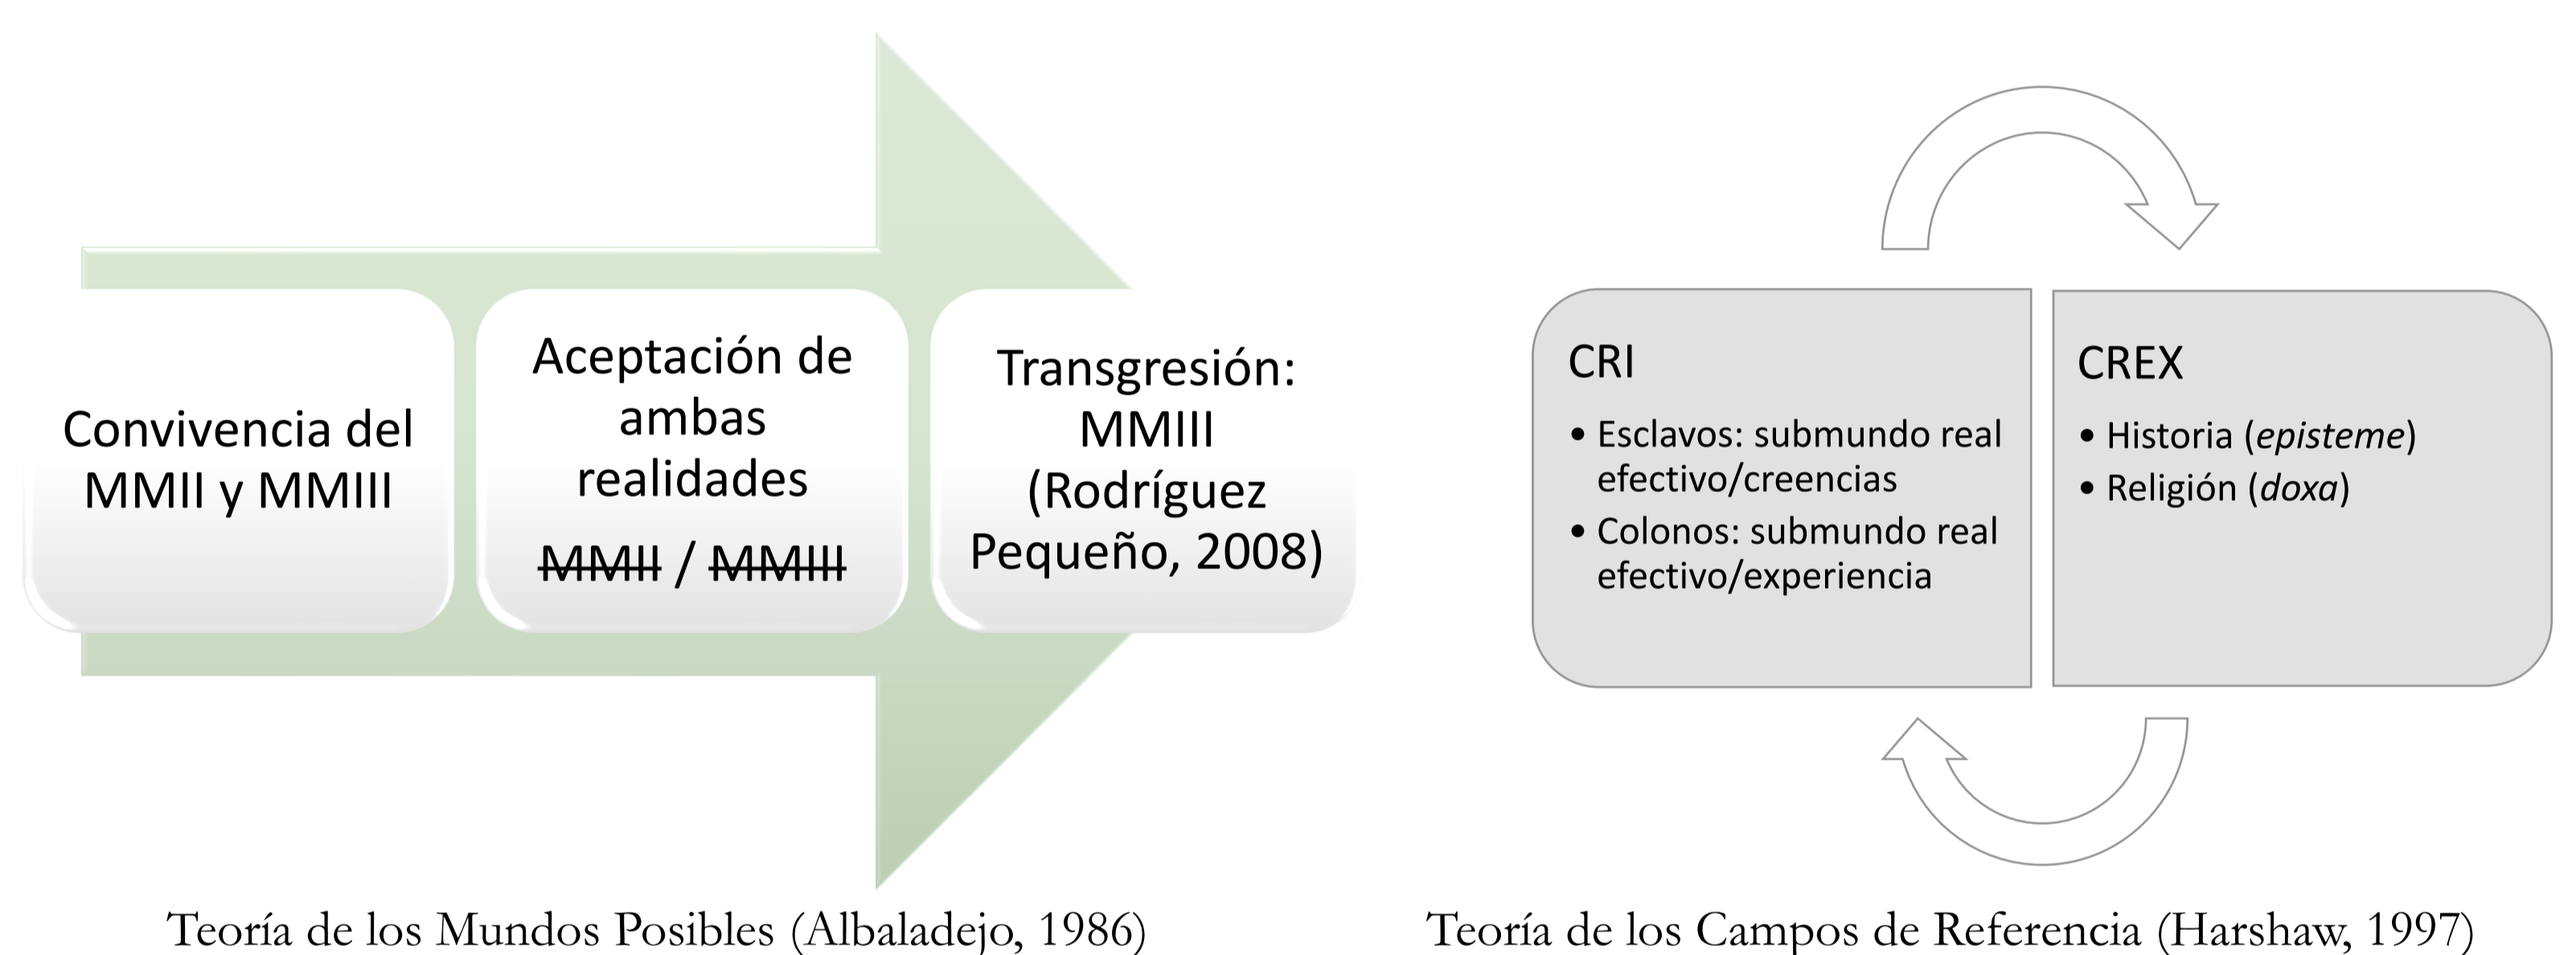 Convivencia del
MMII y MMIII
Aceptación de
ambas
realidades
MMII / MMIII
Transgresión:
MMIII
(Rodríguez
Pequeño, 2008)
Teoría de los Mundos Posibles (Albaladejo, 1986)
CRI
• Esclavos: submundo real
efectivo/creencias
• Colonos: submundo real
efectivo/experiencia
CREX
• Historia (episteme)
• Religión (doxa)
Teoría de los Campos de Referencia (Harshaw, 1997)